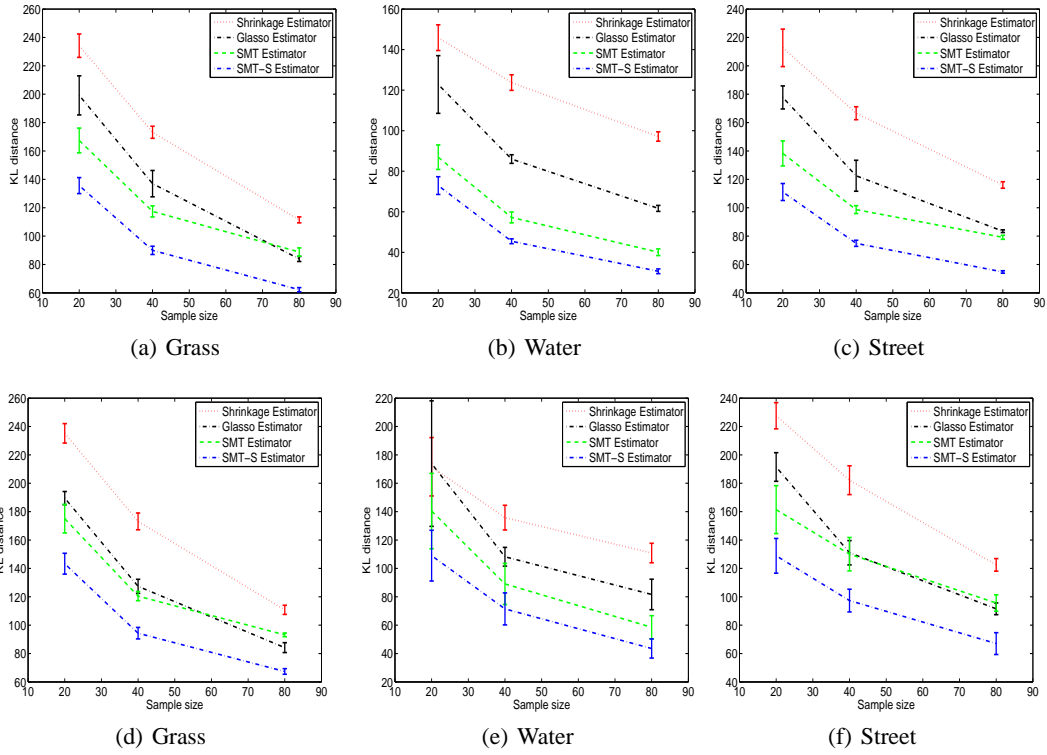 260
240
220
200
180
160
140
120
100
80
60
KL distance
10 20 30 40 50 60 70 80 90
Sample size
Shrinkage Estimator
Glasso Estimator
SMT Estimator
SMT-S Estimator
(a) Grass
160
140
120
100
80
60
40
20
KL distance
10 20 30 40 50 60 70 80 90
Sample size
Shrinkage Estimator
Glasso Estimator
SMT Estimator
SMT-S Estimator
(b) Water
240
220
200
180
160
140
120
100
80
60
40
KL distance
10 20 30 40 50 60 70 80 90
Sample size
Shrinkage Estimator
Glasso Estimator
SMT Estimator
SMT-S Estimator
(c) Street
260
240
220
200
180
160
140
120
100
80
60
KL distance
10 20 30 40 50 60 70 80 90
Sample size
Shrinkage Estimator
Glasso Estimator
SMT Estimator
SMT-S Estimator
(d) Grass
220
200
180
160
140
120
100
80
60
40
20
KL distance
10 20 30 40 50 60 70 80 90
Sample size
Shrinkage Estimator
Glasso Estimator
SMT Estimator
SMT-S Estimator
(e) Water
240
220
200
180
160
140
120
100
80
60
40
KL distance
10 20 30 40 50 60 70 80 90
Sample size
Shrinkage Estimator
Glasso Estimator
SMT Estimator
SMT-S Estimator
(f) Street